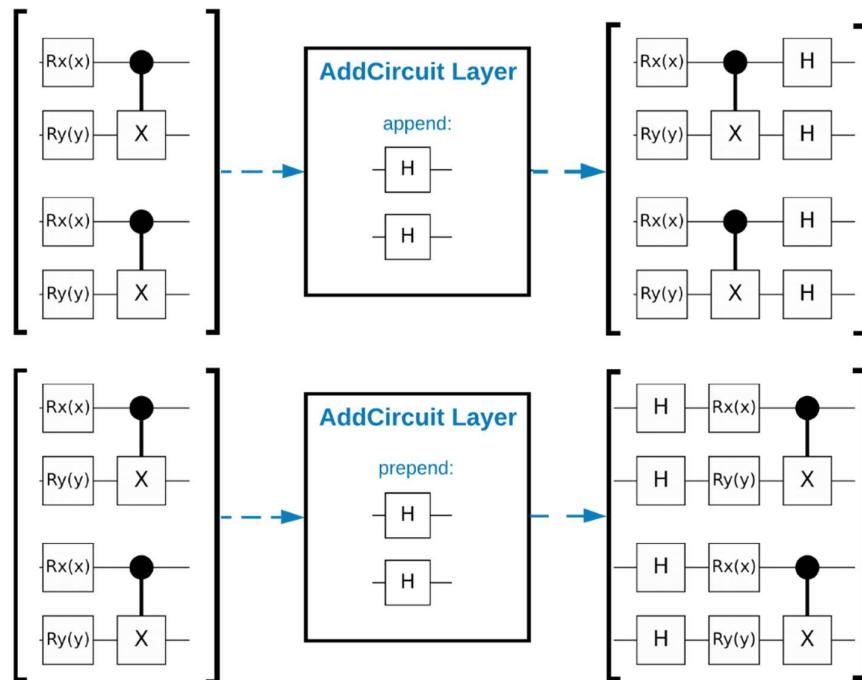 Rx(x)
Ry(y) X
Rx(x)
Ry(y) X
AddCircuit Layer
append:
H
H
Rx(x) H
Ry(y) X H
Rx(x) H
Ry(y) X H
Rx(x)
Ry(y) X
Rx(x)
Ry(y) X
AddCircuit Layer
prepend:
H
H
H Rx(x)
H Ry(y) X
H Rx(x)
H Ry(y) X